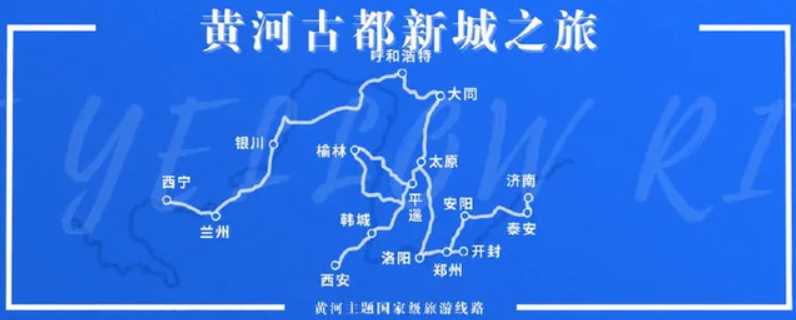 黄河古都新城之旅
呼和浩特
大同
银川
榆林
太原
西宁
济南
平遥
安阳
韩城
兰州
泰安
洛阳
开封
郑州
西安
YELLOW RI
黄河主题国家级旅游线路